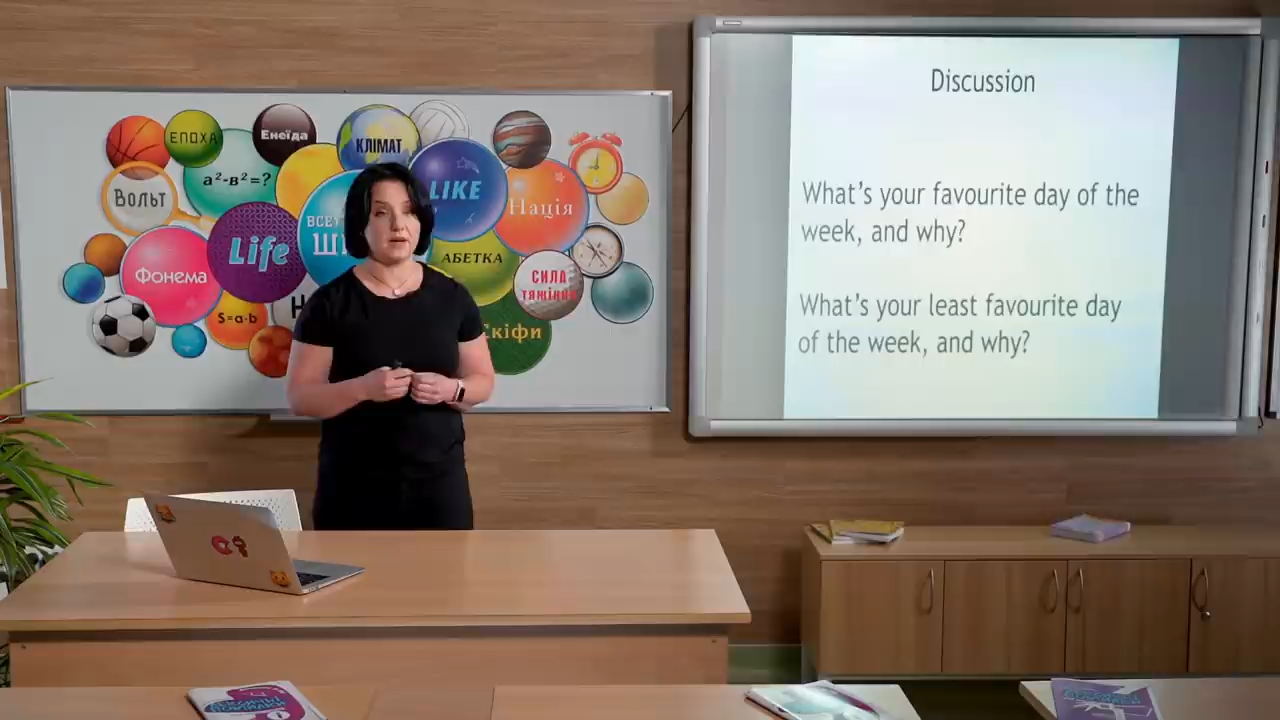 ЕПОХА
Енеїда
КЛІМАТ
a²-в²=?
Вольт
LIKE
Нація
Life
Фонема
АБЕТКА
СИЛА
тяжіння
S=a·b
Discussion
What's your favourite day of the
week, and why?
What's your least favourite day
of the week, and why?